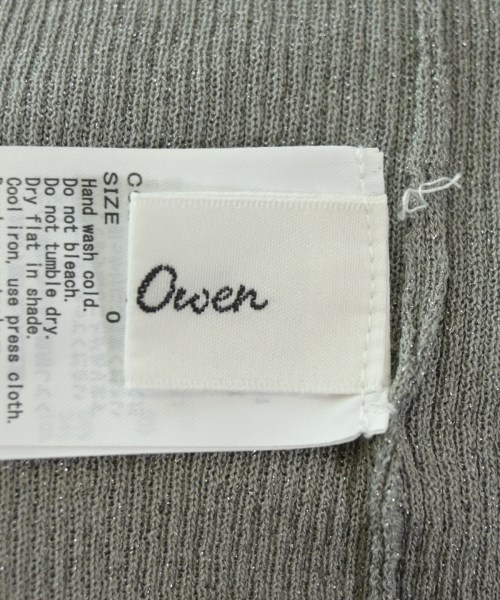 Owen
SIZE 0
Hand wash cold.
Do not bleach.
Do not tumble dry.
Dry flat in shade.
Cool iron, use press cloth.